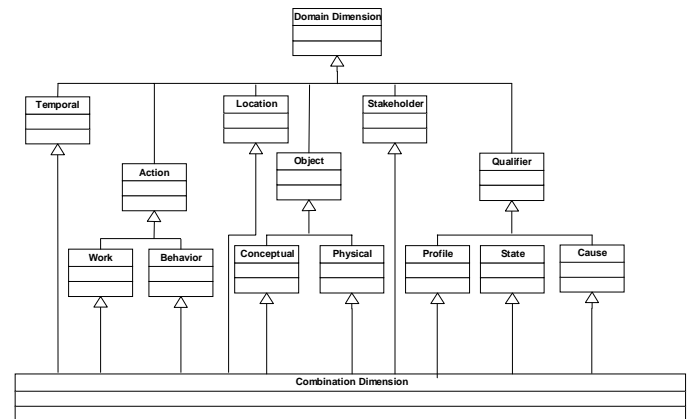 Domain Dimension
Temporal
Location
Stakeholder
Action
Object
Qualifier
Work
Behavior
Conceptual
Physical
Profile
State
Cause
Combination Dimension